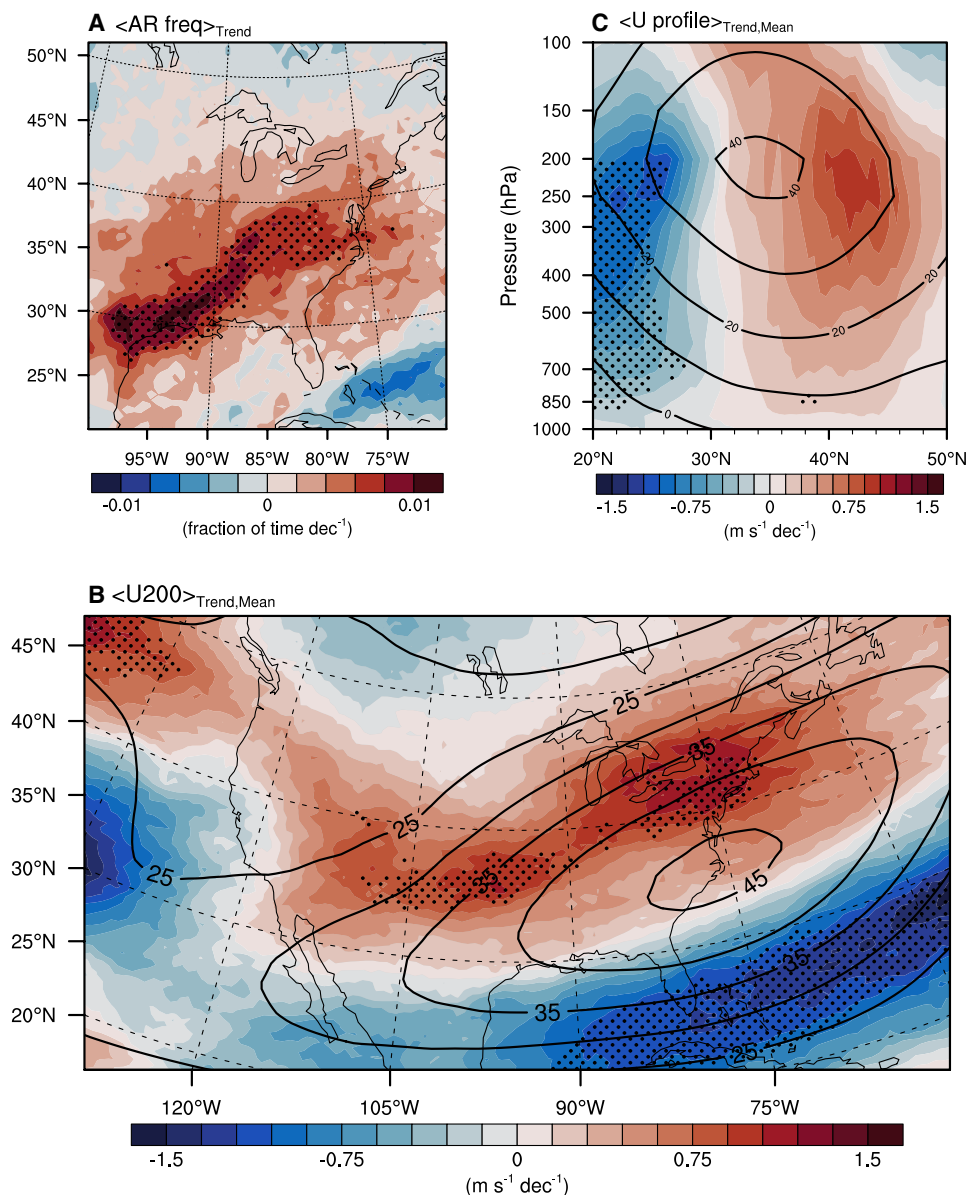 A <AR freq>Trend
50°N
45°N
40°N
35°N
30°N
25°N
95°W 90°W 85°W 80°W 75°W
-0.01 0 0.01
(fraction of time dec-1)
C <U profile>Trend,Mean
Pressure (hPa)
100
150
200
250
300
400
500
700
850
1000
40
40
20
20
20
0
20°N 30°N 40°N 50°N
-1.5 -0.75 0 0.75 1.5
(m s-1 dec-1)
B <U200>Trend,Mean
45°N
40°N
35°N
30°N
25°N
20°N
25
35
25
25
35
45
35
35
25
120°W 105°W 90°W 75°W
-1.5 -0.75 0 0.75 1.5
(m s-1 dec-1)